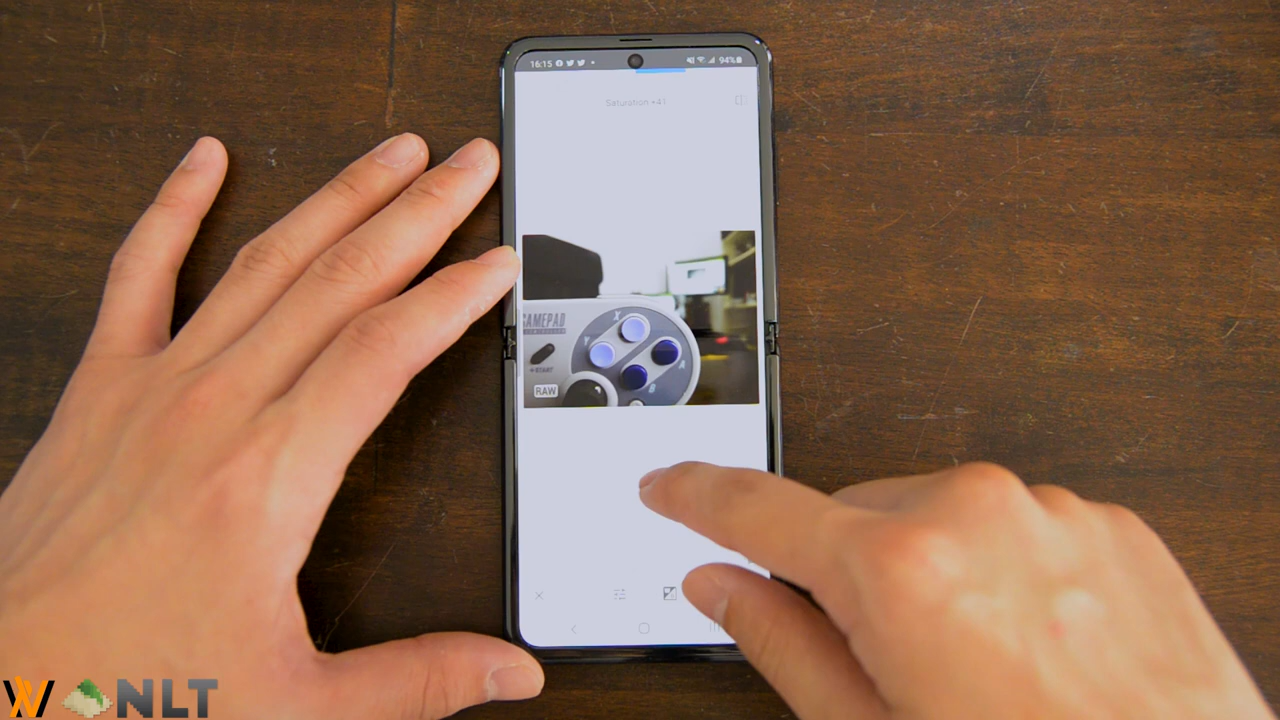 16:15
94%
Saturation +41
GAMEPAD
X
Y
A
B
START
RAW
NLT